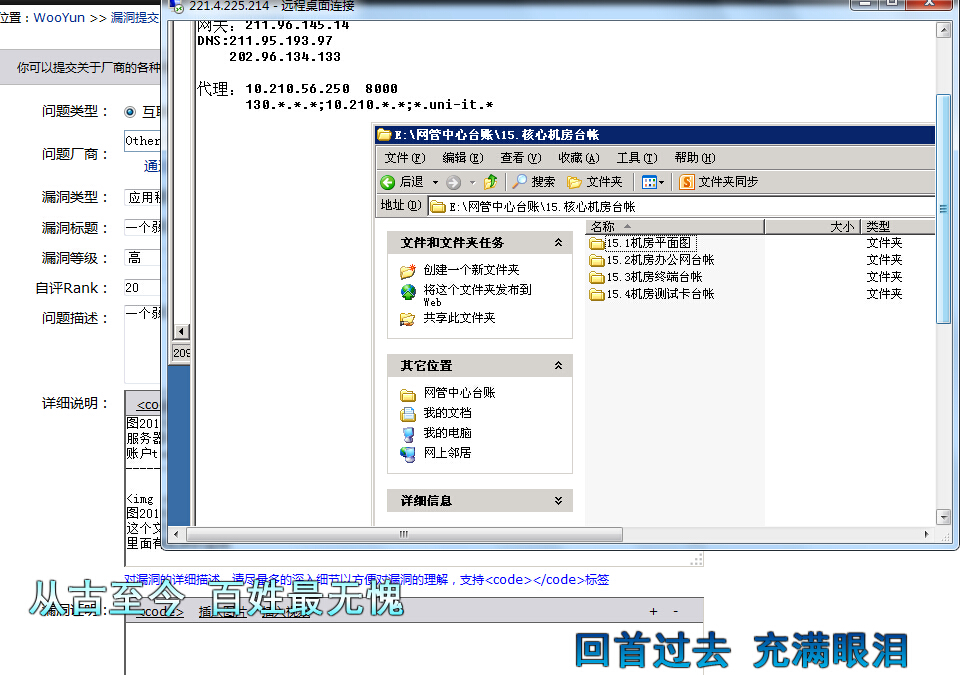 位置：WooYun >> 漏洞提交
你可以提交关于厂商的各种
问题类型：
互联
问题厂商：
Other
通
漏洞类型：
应用
漏洞标题：
一个
漏洞等级：
高
自评Rank：
20
问题描述：
一个
详细说明：
<co
图201
服务器
账户t
<img
图201
这个文
里面有
对漏洞的详细描述，请尽量多的深入细节以方便对漏洞的理解，支持<code></code>标签
漏洞证明：
<code> 插入图片 插入视频
+ -
221.4.225.214 - 远程桌面连接
网关：211.96.145.14
DNS:211.95.193.97
202.96.134.133
代理：10.210.56.250 8000
130.*.*.*;10.210.*.*;*.uni-it.*
209
E:\网管中心台账\15.核心机房台帐
文件(F) 编辑(E) 查看(V) 收藏(A) 工具(T) 帮助(H)
后退 搜索 文件夹 文件夹同步
地址(D) E:\网管中心台账\15.核心机房台帐
文件和文件夹任务
创建一个新文件夹
将这个文件夹发布到
Web
共享此文件夹
其它位置
网管中心台账
我的文档
我的电脑
网上邻居
详细信息
名称 大小 类型
15.1机房平面图 文件夹
15.2机房办公网台帐 文件夹
15.3机房终端台帐 文件夹
15.4机房测试卡台帐 文件夹
从古至今 百姓最无愧
回首过去 充满眼泪